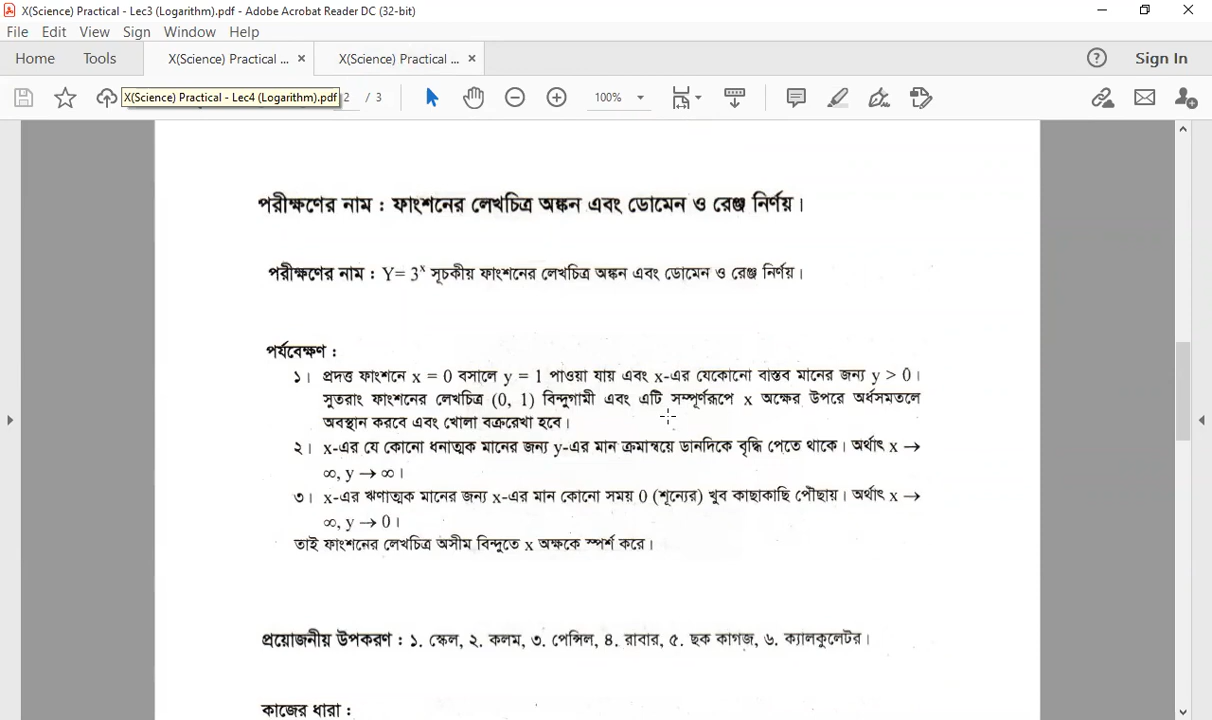 X(Science) Practical - Lec3 (Logarithm).pdf - Adobe Acrobat Reader DC (32-bit)
File Edit View Sign Window Help
Home Tools X(Science) Practical ... × X(Science) Practical ... × Sign In
X(Science) Practical - Lec4 (Logarithm).pdf 2 / 3 100%
পরীক্ষণের নাম : ফাংশনের লেখচিত্র অঙ্কন এবং ডোমেন ও রেঞ্জ নির্ণয়।
পরীক্ষণের নাম : Y= 3ˣ সূচকীয় ফাংশনের লেখচিত্র অঙ্কন এবং ডোমেন ও রেঞ্জ নির্ণয়।
পর্যবেক্ষণ :
১। প্রদত্ত ফাংশনে x = 0 বসালে y = 1 পাওয়া যায় এবং x-এর যেকোনো বাস্তব মানের জন্য y > 0।
সুতরাং ফাংশনের লেখচিত্র (0, 1) বিন্দুগামী এবং এটি সম্পূর্ণরূপে x অক্ষের উপরে অর্ধসমতলে
অবস্থান করবে এবং খোলা বক্ররেখা হবে।
২। x-এর যে কোনো ধনাত্মক মানের জন্য y-এর মান ক্রমান্বয়ে ডানদিকে বৃদ্ধি পেতে থাকে। অর্থাৎ x →
∞, y → ∞।
৩। x-এর ঋণাত্মক মানের জন্য x-এর মান কোনো সময় 0 (শূন্যের) খুব কাছাকাছি পৌছায়। অর্থাৎ x →
∞, y → 0।
তাই ফাংশনের লেখচিত্র অসীম বিন্দুতে x অক্ষকে স্পর্শ করে।
প্রয়োজনীয় উপকরণ : ১. স্কেল, ২. কলম, ৩. পেন্সিল, ৪. রাবার, ৫. ছক কাগজ, ৬. ক্যালকুলেটর।
কাজের ধারা :